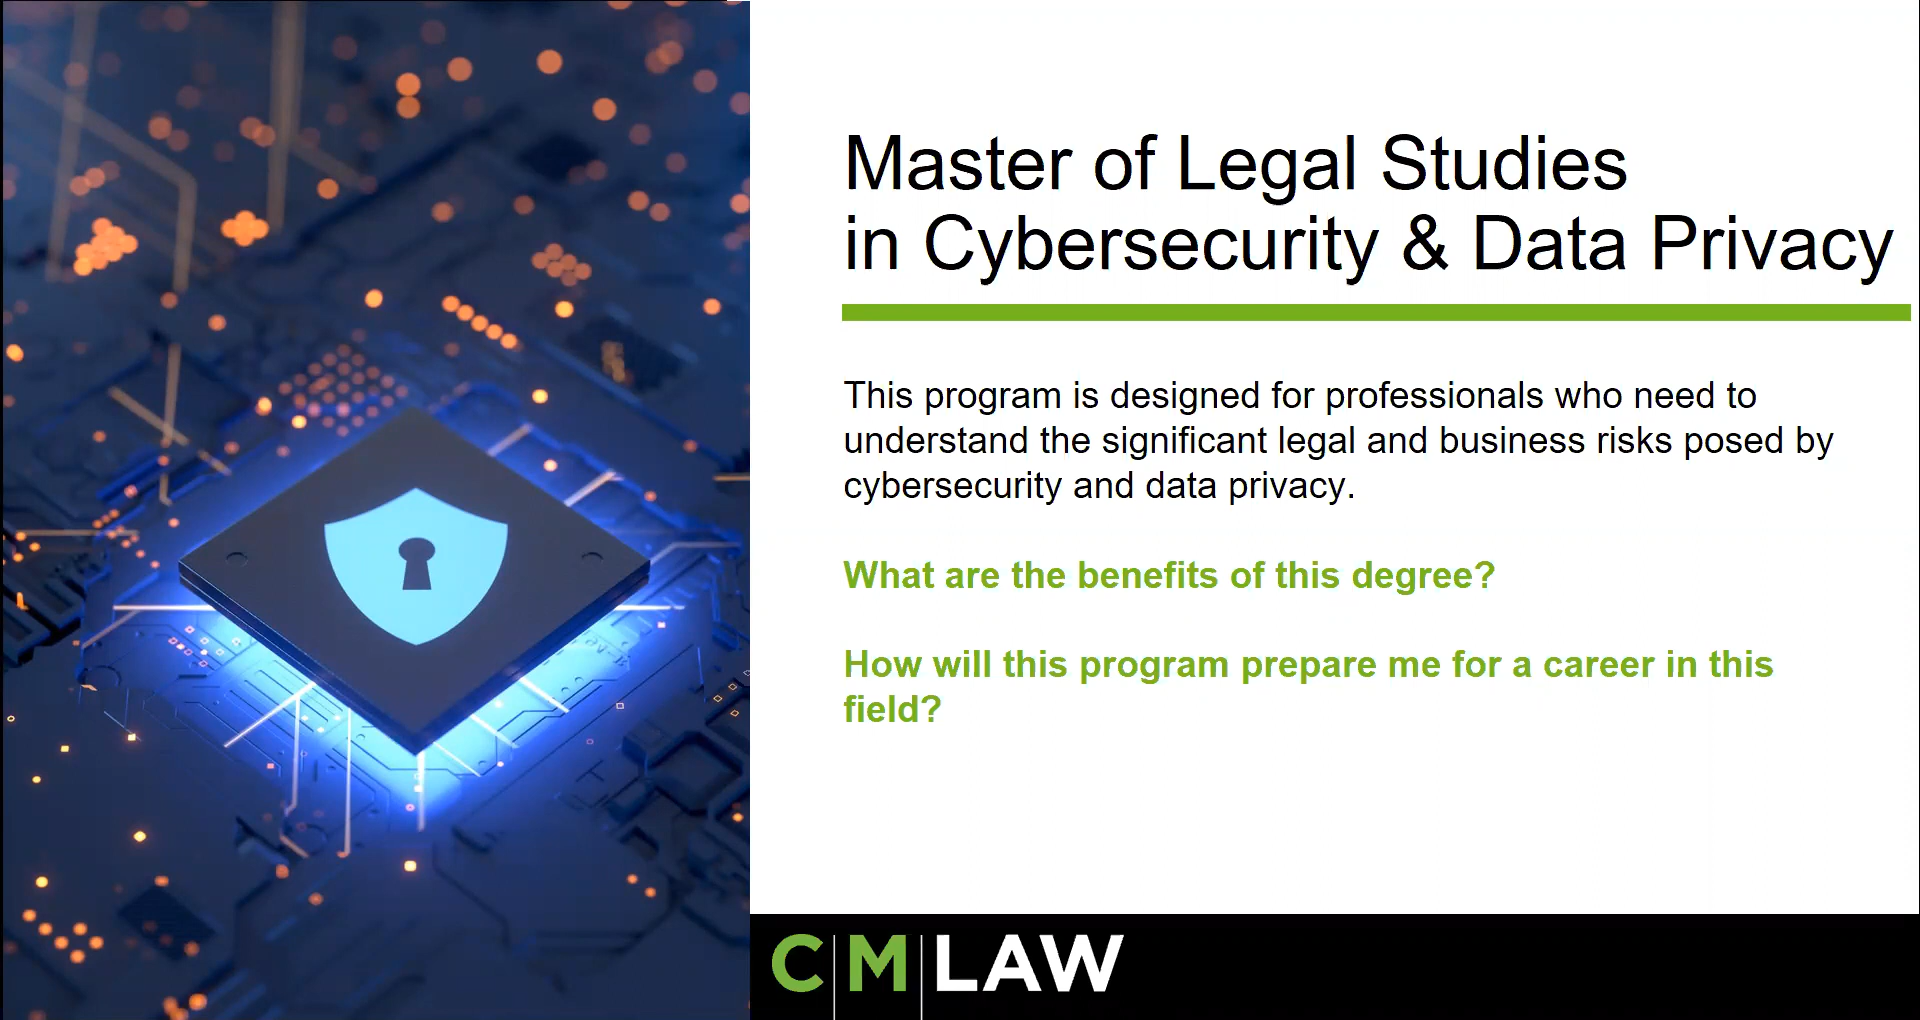 Master of Legal Studies
in Cybersecurity & Data Privacy
This program is designed for professionals who need to
understand the significant legal and business risks posed by
cybersecurity and data privacy.
What are the benefits of this degree?
How will this program prepare me for a career in this
field?
C|M|LAW